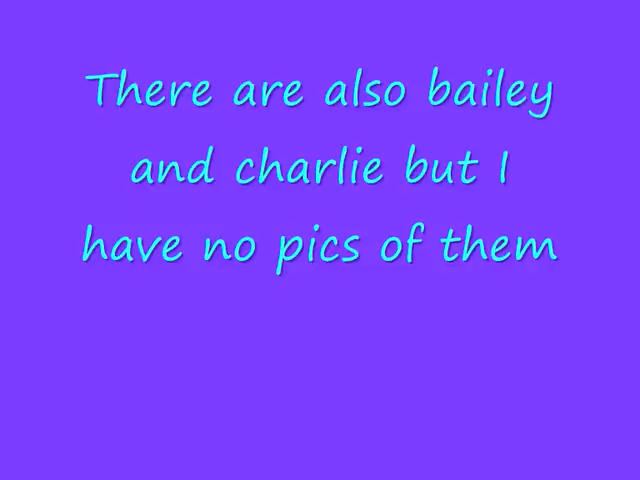 There are also bailey
and charlie but I
have no pics of them